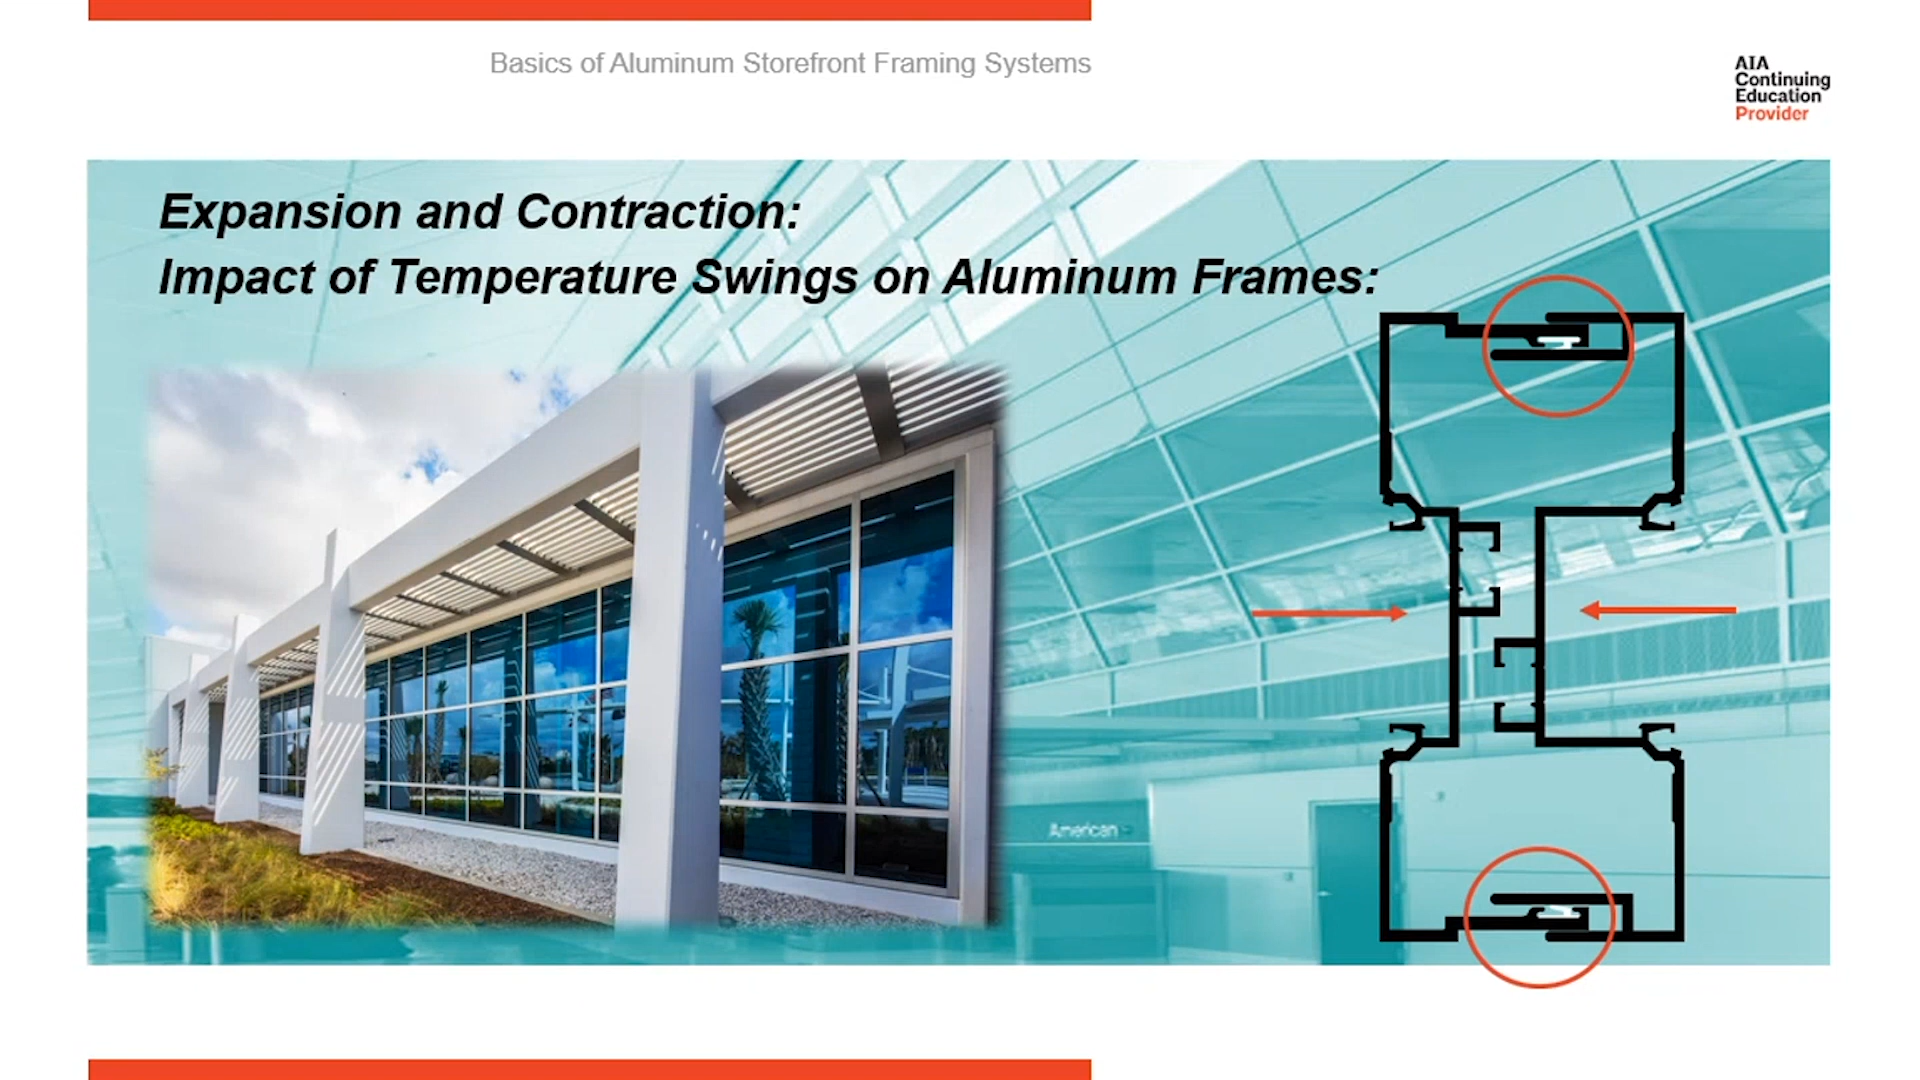 Basics of Aluminum Storefront Framing Systems
AIA
Continuing
Education
Provider
Expansion and Contraction:
Impact of Temperature Swings on Aluminum Frames:
American